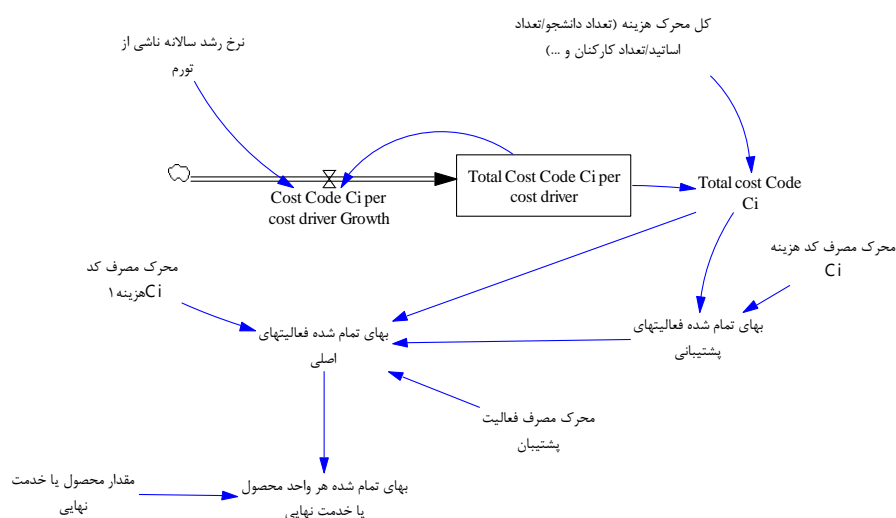 کل محرک هزینه (تعداد دانشجو/تعداد
اساتید/تعداد کارکنان و ...)
نرخ رشد سالانه ناشی از
تورم
Total Cost Code Ci per
cost driver
Total cost Code
Ci
Cost Code Ci per
cost driver Growth
محرک مصرف کد هزینه
Ci
محرک مصرف کد
هزینه۱Ci
بهای تمام شده فعالیتهای
پشتیبانی
بهای تمام شده فعالیتهای
اصلی
محرک مصرف فعالیت
پشتیبان
مقدار محصول یا خدمت
نهایی
بهای تمام شده هر واحد محصول
یا خدمت نهایی